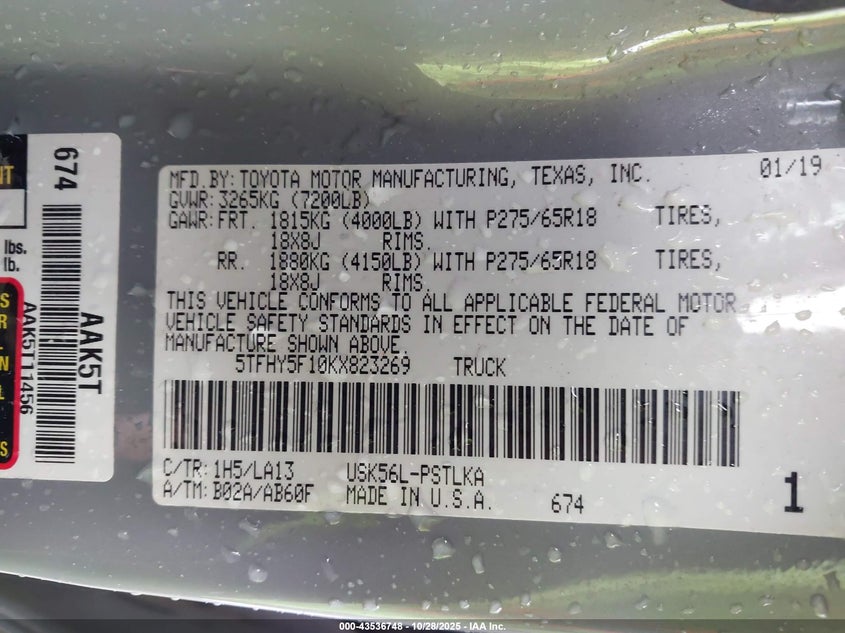 MFD.BY: TOYOTA MOTOR MANUFACTURING, TEXAS, INC. 01/19
GVWR: 3265KG (7200LB)
GAWR: FRT. 1815KG (4000LB) WITH P275/65R18 TIRES,
18X8J RIMS.
RR. 1880KG (4150LB) WITH P275/65R18 TIRES,
18X8J RIMS.
THIS VEHICLE CONFORMS TO ALL APPLICABLE FEDERAL MOTOR
VEHICLE SAFETY STANDARDS IN EFFECT ON THE DATE OF
MANUFACTURE SHOWN ABOVE.
5TFHY5F10KX823269 TRUCK
C/TR: 1H5/LA13 USK56L-PSTLKA
A/TM: B02A/AB60F MADE IN U.S.A. 674 1
674
AAK5T
AAK5T11456
lbs.
lb.
000-43536748 | 10/28/2025 | IAA Inc.